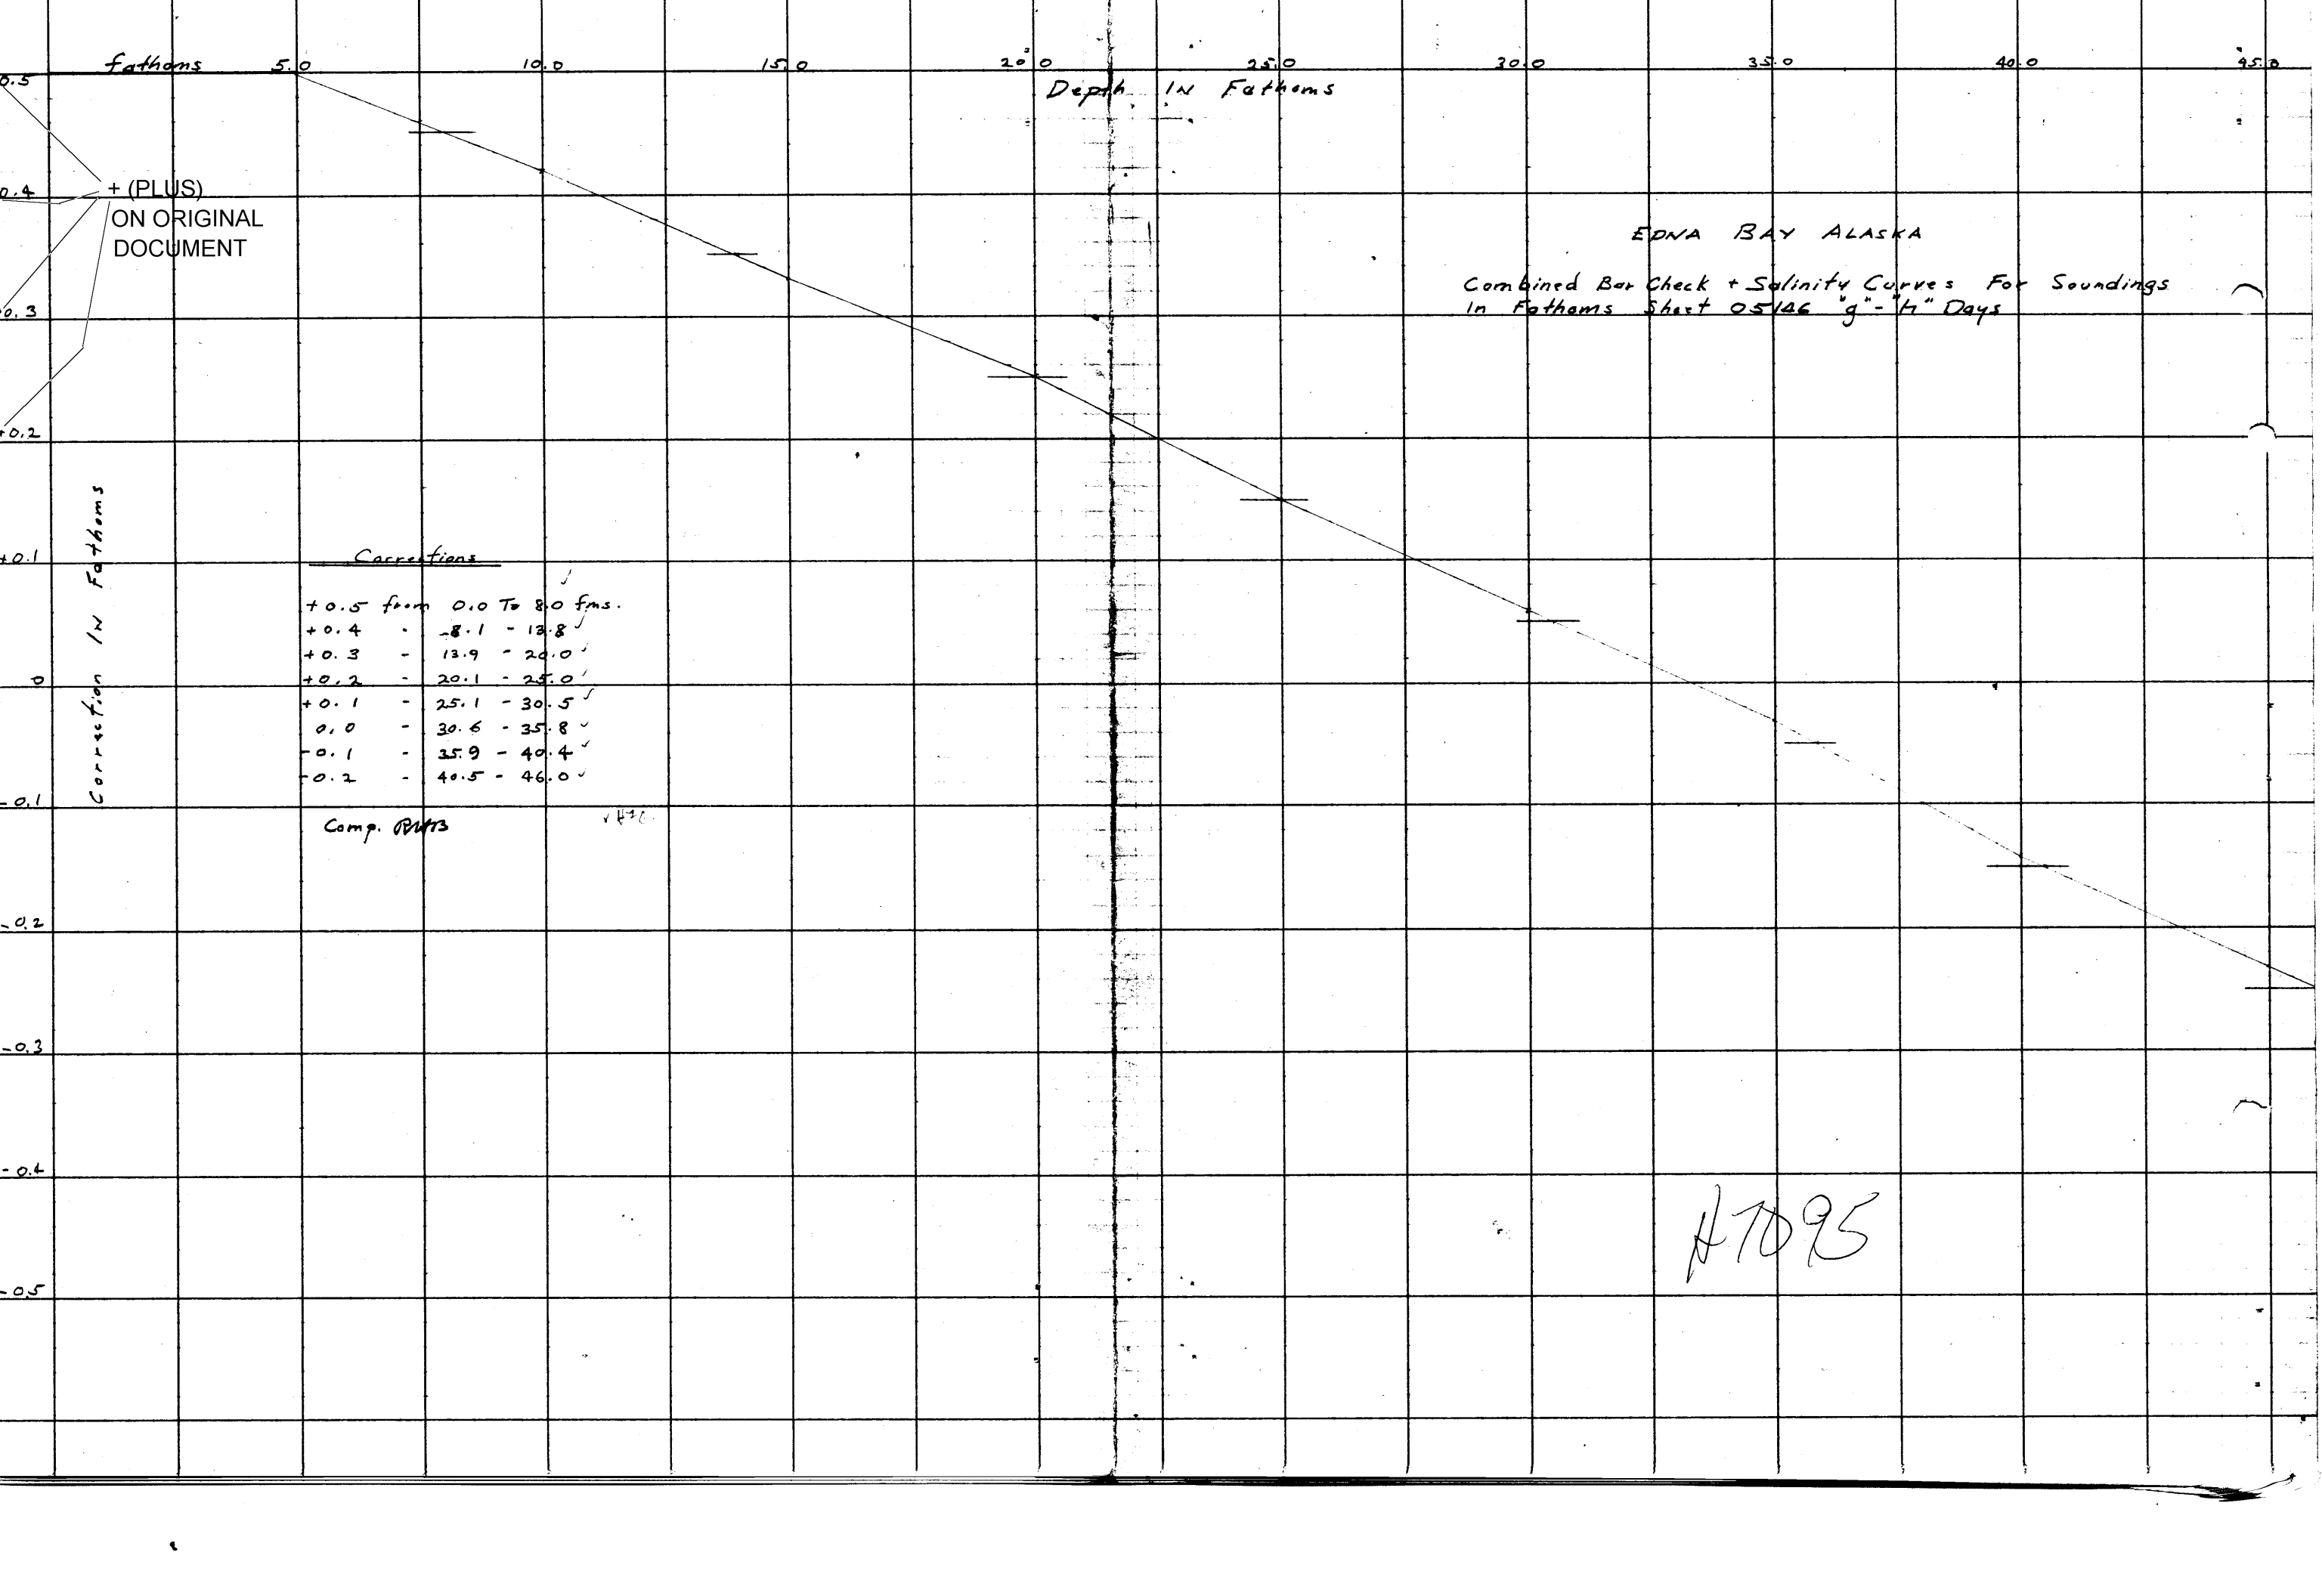 fathoms 5.0 10.0 15.0 20.0 25.0 30.0 35.0 40.0 45.0
Depth IN Fathoms
0.5
0.4
0.3
+0.2
+0.1
0
-0.1
-0.2
-0.3
-0.4
-0.5
+ (PLUS)
ON ORIGINAL
DOCUMENT
EDNA BAY ALASKA
Combined Bar Check + Salinity Curves For Soundings
In Fathoms Sheet 05146 "g"-"h" Days
Correction IN Fathoms
Corrections
+0.5 from 0.0 To 8.0 fms.
+0.4 - 8.1 - 13.8
+0.3 - 13.9 - 20.0
+0.2 - 20.1 - 25.0
+0.1 - 25.1 - 30.5
0.0 - 30.6 - 35.8
-0.1 - 35.9 - 40.4
-0.2 - 40.5 - 46.0
Comp.
H7095